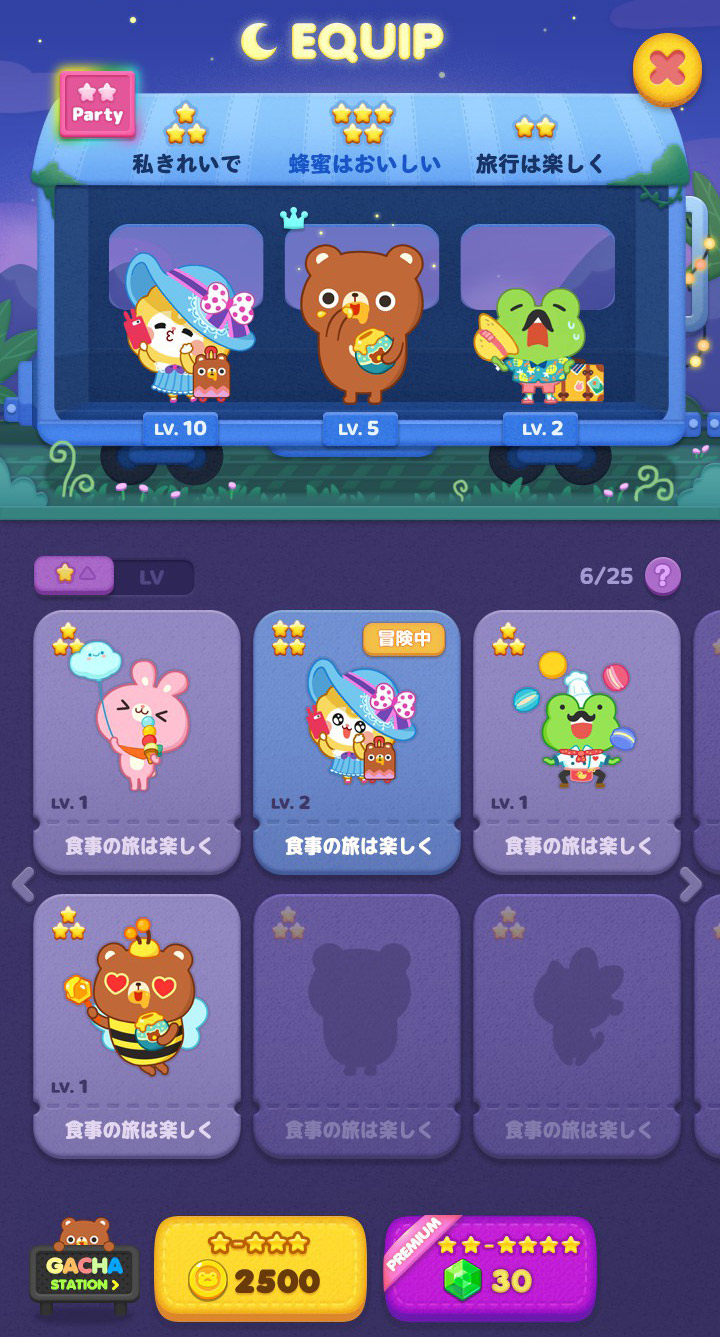 EQUIP
Party
私きれいで
蜂蜜はおいしい
旅行は楽しく
LV. 10
LV. 5
LV. 2
LV
6/25
?
冒険中
LV. 1
LV. 2
LV. 1
食事の旅は楽しく
食事の旅は楽しく
食事の旅は楽しく
LV. 1
食事の旅は楽しく
食事の旅は楽しく
食事の旅は楽しく
GACHA
STATION >
2500
PREMIUM
30